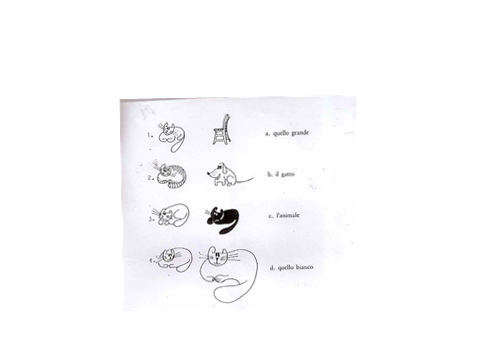 1. a. quello grande
2. b. il gatto
3. c. l'animale
4. d. quello bianco